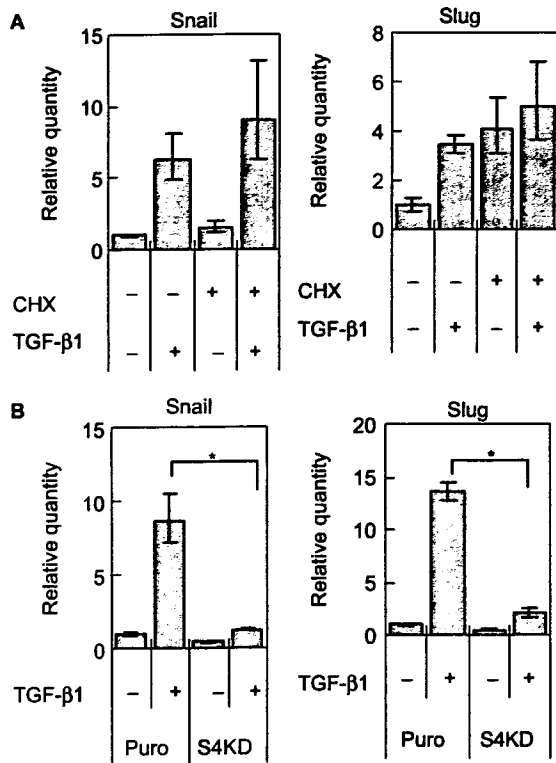 A
Snail
Slug
Relative quantity
15
10
5
0
Relative quantity
8
6
4
2
0
CHX − − + +
TGF-β1 − + − +
CHX − − + +
TGF-β1 − + − +
B
Snail
Slug
Relative quantity
15
10
5
0
*
Relative quantity
20
15
10
5
0
*
TGF-β1 − + − +
Puro S4KD
TGF-β1 − + − +
Puro S4KD